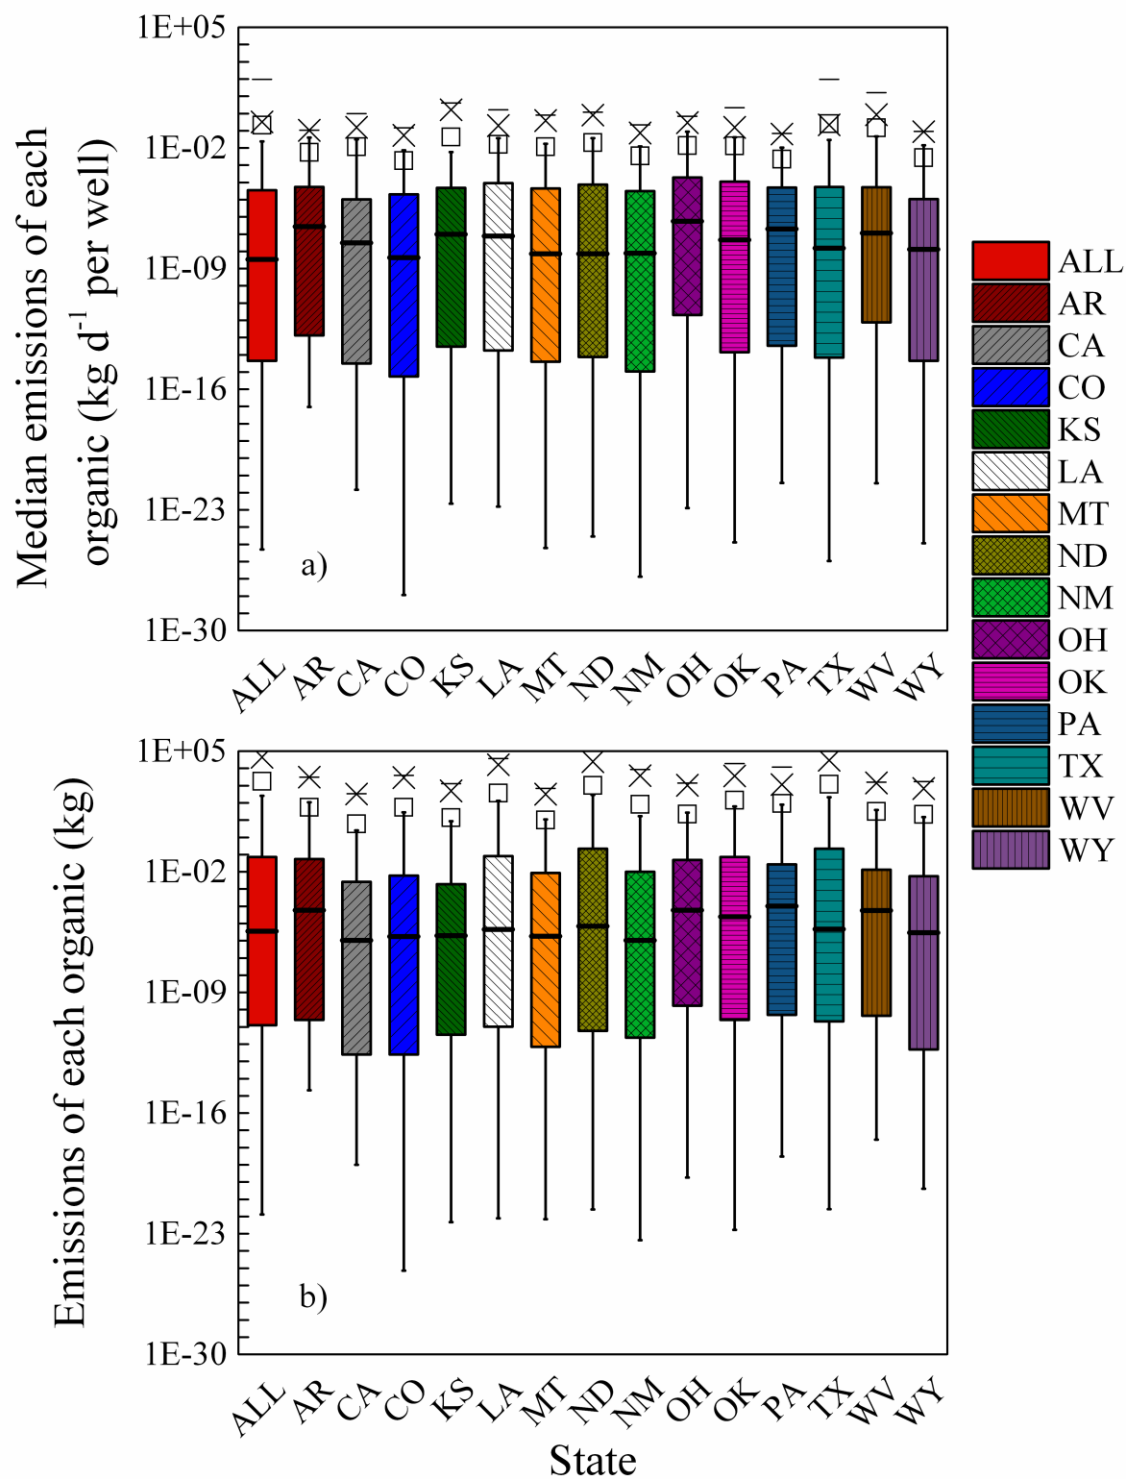 Median emissions of each
organic (kg d-1 per well)
1E+05
1E-02
1E-09
1E-16
1E-23
1E-30
a)
ALL
AR
CA
CO
KS
LA
MT
ND
NM
OH
OK
PA
TX
WV
WY
ALL
AR
CA
CO
KS
LA
MT
ND
NM
OH
OK
PA
TX
WV
WY
Emissions of each organic (kg)
1E+05
1E-02
1E-09
1E-16
1E-23
1E-30
b)
ALL
AR
CA
CO
KS
LA
MT
ND
NM
OH
OK
PA
TX
WV
WY
State